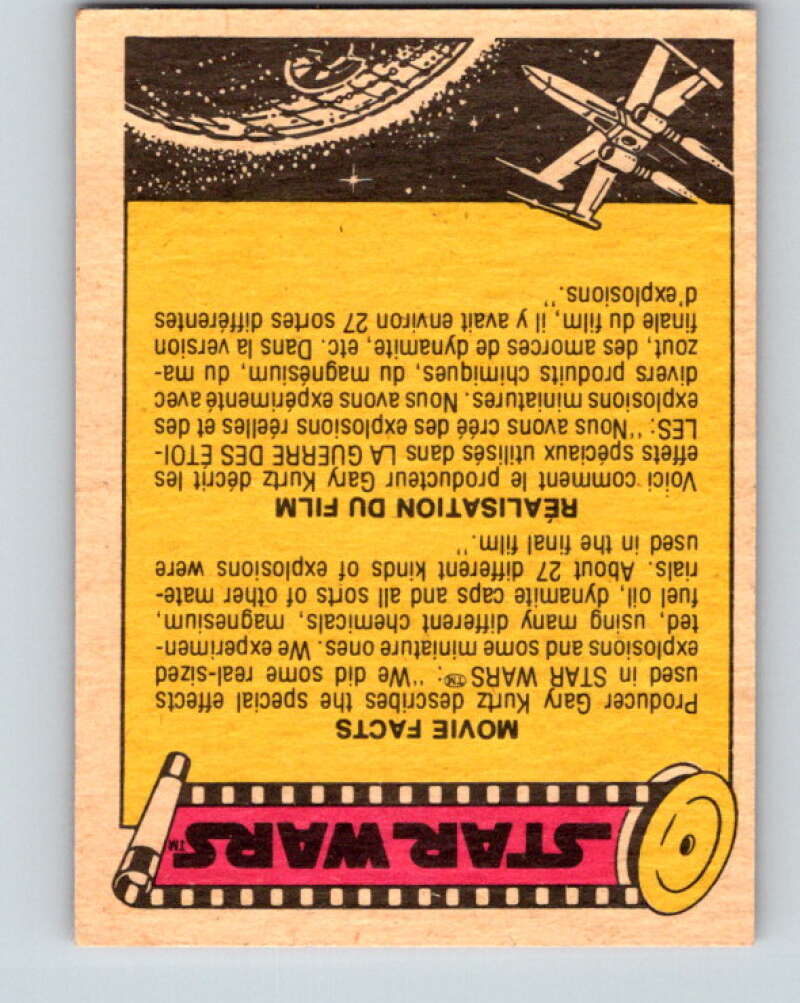 STAR WARS™
MOVIE FACTS
Producer Gary Kurtz describes the special effects
used in STAR WARS™: "We did some real-sized
explosions and some miniature ones. We experimen-
ted, using many different chemicals, magnesium,
fuel oil, dynamite caps and all sorts of other mate-
rials. About 27 different kinds of explosions were
used in the final film."
RÉALISATION DU FILM
Voici comment le producteur Gary Kurtz décrit les
effets spéciaux utilisés dans LA GUERRE DES ÉTOI-
LES: "Nous avons créé des explosions réelles et des
explosions miniatures. Nous avons expérimenté avec
divers produits chimiques, du magnésium, du ma-
zout, des amorces de dynamite, etc. Dans la version
finale du film, il y avait environ 27 sortes différentes
d'explosions."